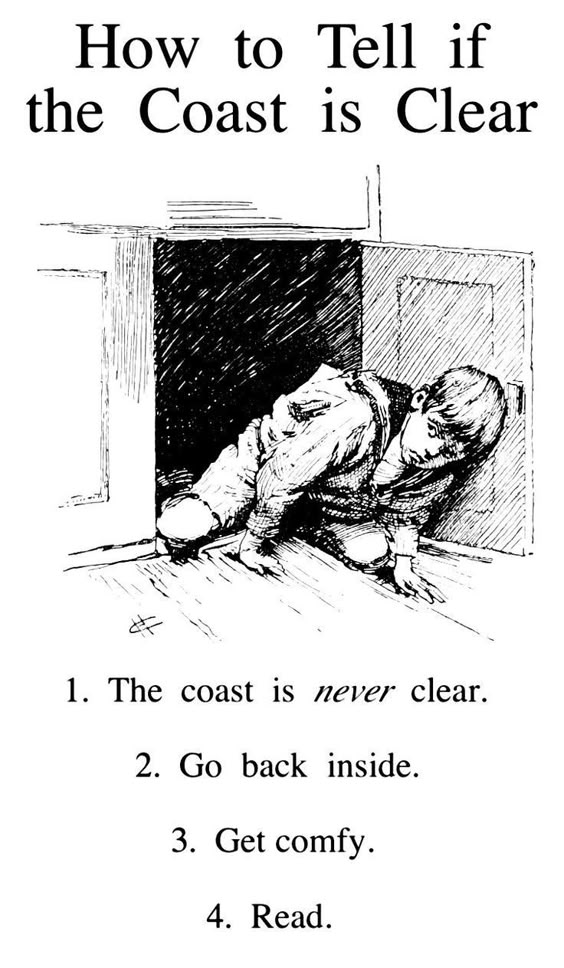 How to Tell if
the Coast is Clear
1. The coast is never clear.
2. Go back inside.
3. Get comfy.
4. Read.